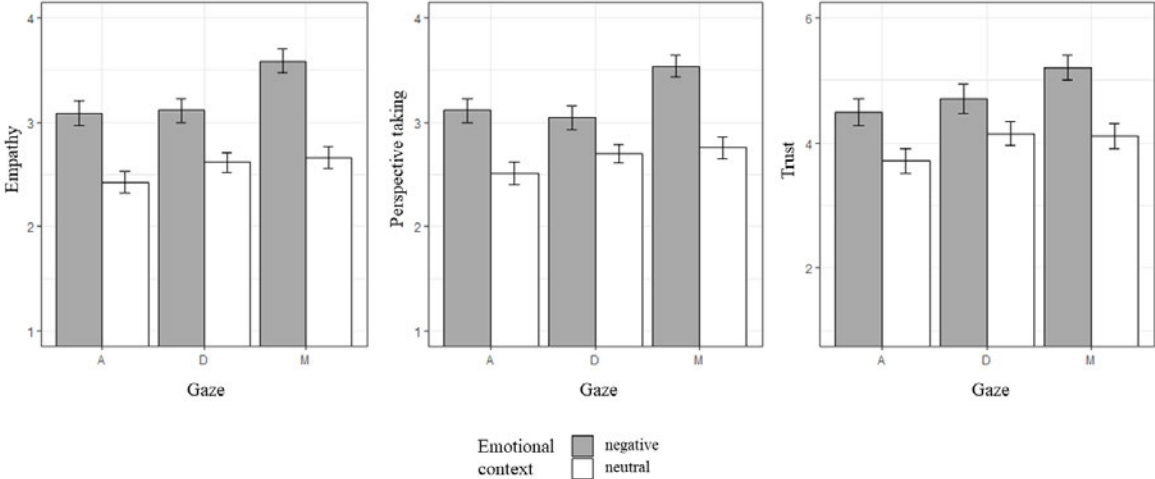 4
3
2
1
Empathy
A D M
Gaze
4
3
2
1
Perspective taking
A D M
Gaze
6
4
2
Trust
A D M
Gaze
Emotional context
negative
neutral